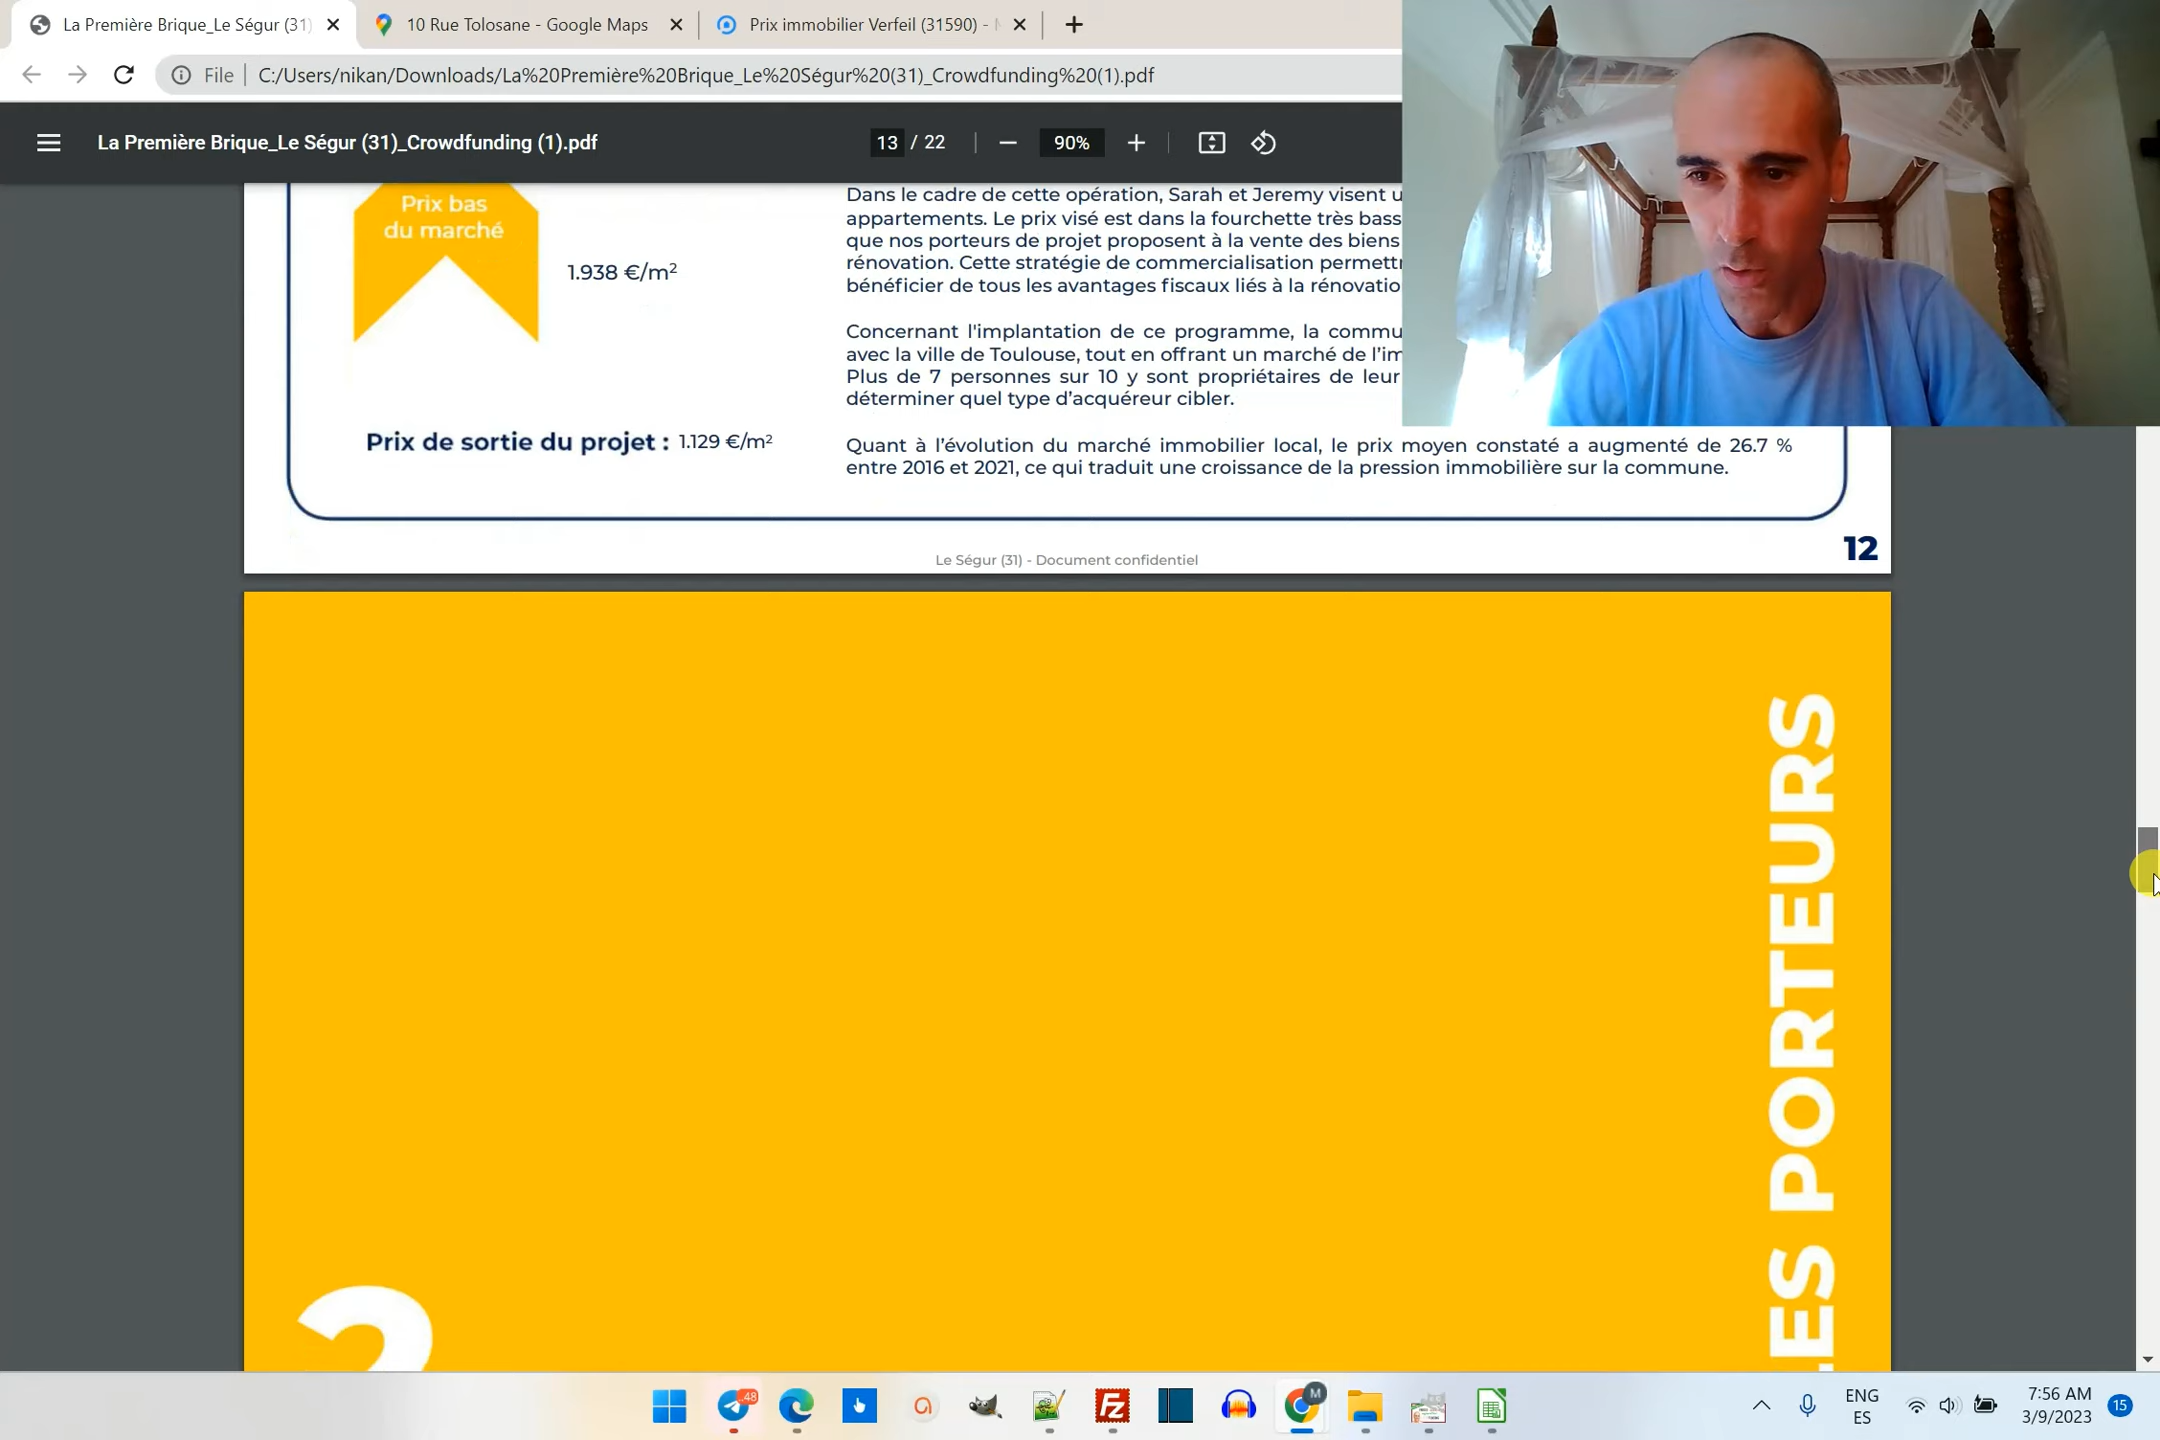 La Première Brique_Le Ségur (31)
10 Rue Tolosane - Google Maps
Prix immobilier Verfeil (31590) -
File
C:/Users/nikan/Downloads/La%20Première%20Brique_Le%20Ségur%20(31)_Crowdfunding%20(1).pdf
La Première Brique_Le Ségur (31)_Crowdfunding (1).pdf
13 / 22
90%
Prix bas
du marché
1.938 €/m²
Prix de sortie du projet : 1.129 €/m²
Dans le cadre de cette opération, Sarah et Jeremy visent
appartements. Le prix visé est dans la fourchette très bass
que nos porteurs de projet proposent à la vente des biens
rénovation. Cette stratégie de commercialisation permett
bénéficier de tous les avantages fiscaux liés à la rénovatio
Concernant l'implantation de ce programme, la commu
avec la ville de Toulouse, tout en offrant un marché de l'im
Plus de 7 personnes sur 10 y sont propriétaires de leur
déterminer quel type d'acquéreur cibler.
Quant à l'évolution du marché immobilier local, le prix moyen constaté a augmenté de 26.7 %
entre 2016 et 2021, ce qui traduit une croissance de la pression immobilière sur la commune.
Le Ségur (31) - Document confidentiel
12
ES PORTEURS
48
M
ENG
ES
7:56 AM
3/9/2023
15